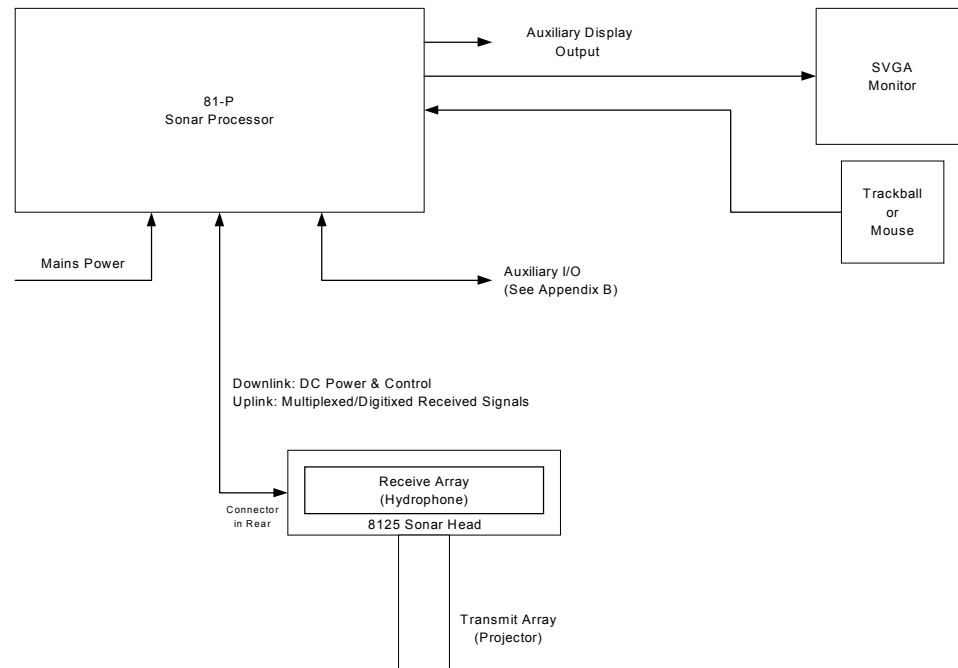 81-P
Sonar Processor
Auxiliary Display
Output
SVGA
Monitor
Trackball
or
Mouse
Mains Power
Auxiliary I/O
(See Appendix B)
Downlink: DC Power & Control
Uplink: Multiplexed/Digitixed Received Signals
Receive Array
(Hydrophone)
8125 Sonar Head
Connector
in Rear
Transmit Array
(Projector)